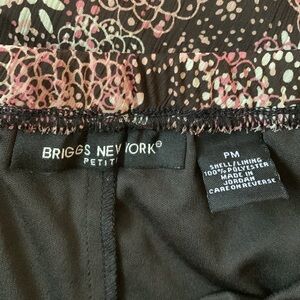 BRIGGS NEW YORK®
PETITE
PM
SHELL/LINING
100% POLYESTER
MADE IN
JORDAN
CARE ON REVERSE